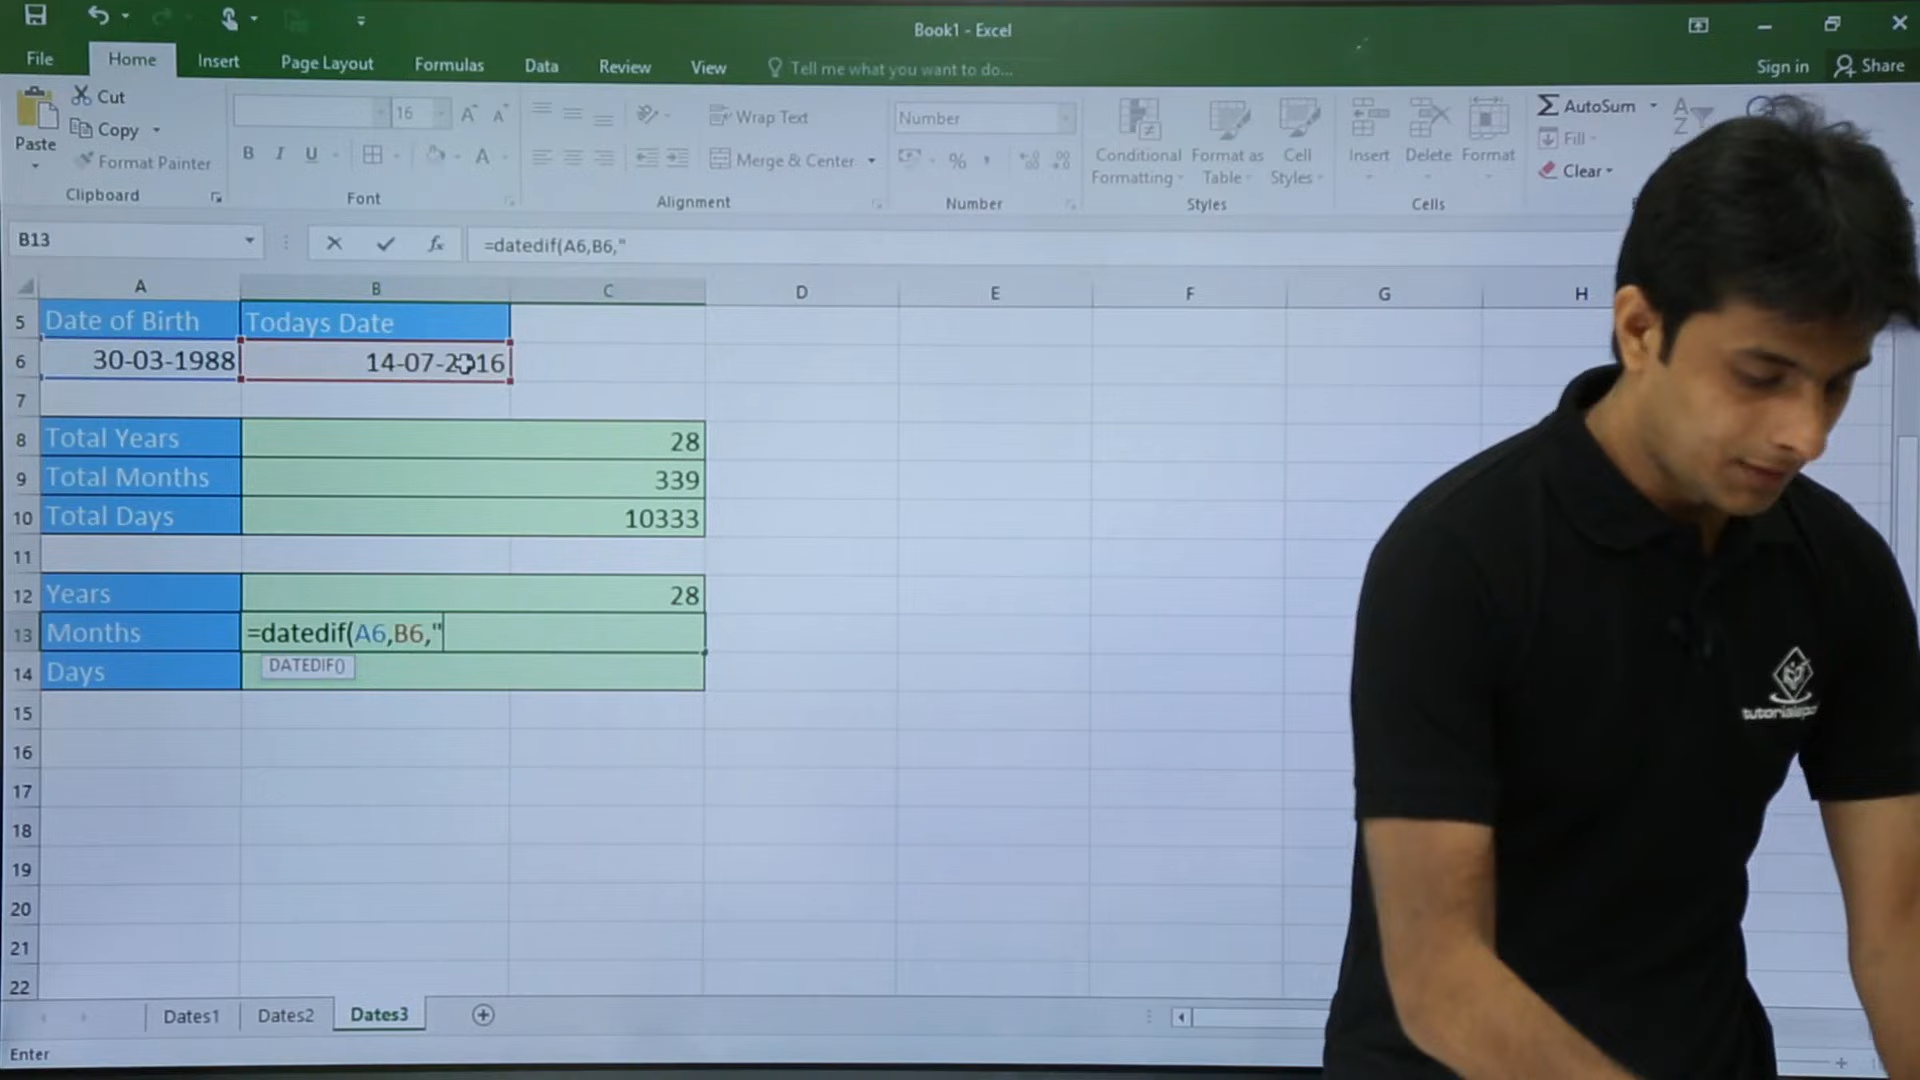 Book1 - Excel
File Home Insert Page Layout Formulas Data Review View Tell me what you want to do... Sign in Share
Paste Cut
Copy
Format Painter
Clipboard
16
B I U A
Font
Wrap Text
Merge & Center
Alignment
Number
%
Number
Conditional Formatting
Format as Table
Cell Styles
Styles
Insert Delete Format
Cells
AutoSum
Fill
Clear
A
Z
B13 fx =datedif(A6,B6,"
A B C D E F G H
5 Date of Birth Todays Date
6 30-03-1988 14-07-2016
7
8 Total Years 28
9 Total Months 339
10 Total Days 10333
11
12 Years 28
13 Months =datedif(A6,B6,"
DATEDIF()
14 Days
15
16
17
18
19
20
21
22
Dates1 Dates2 Dates3
Enter